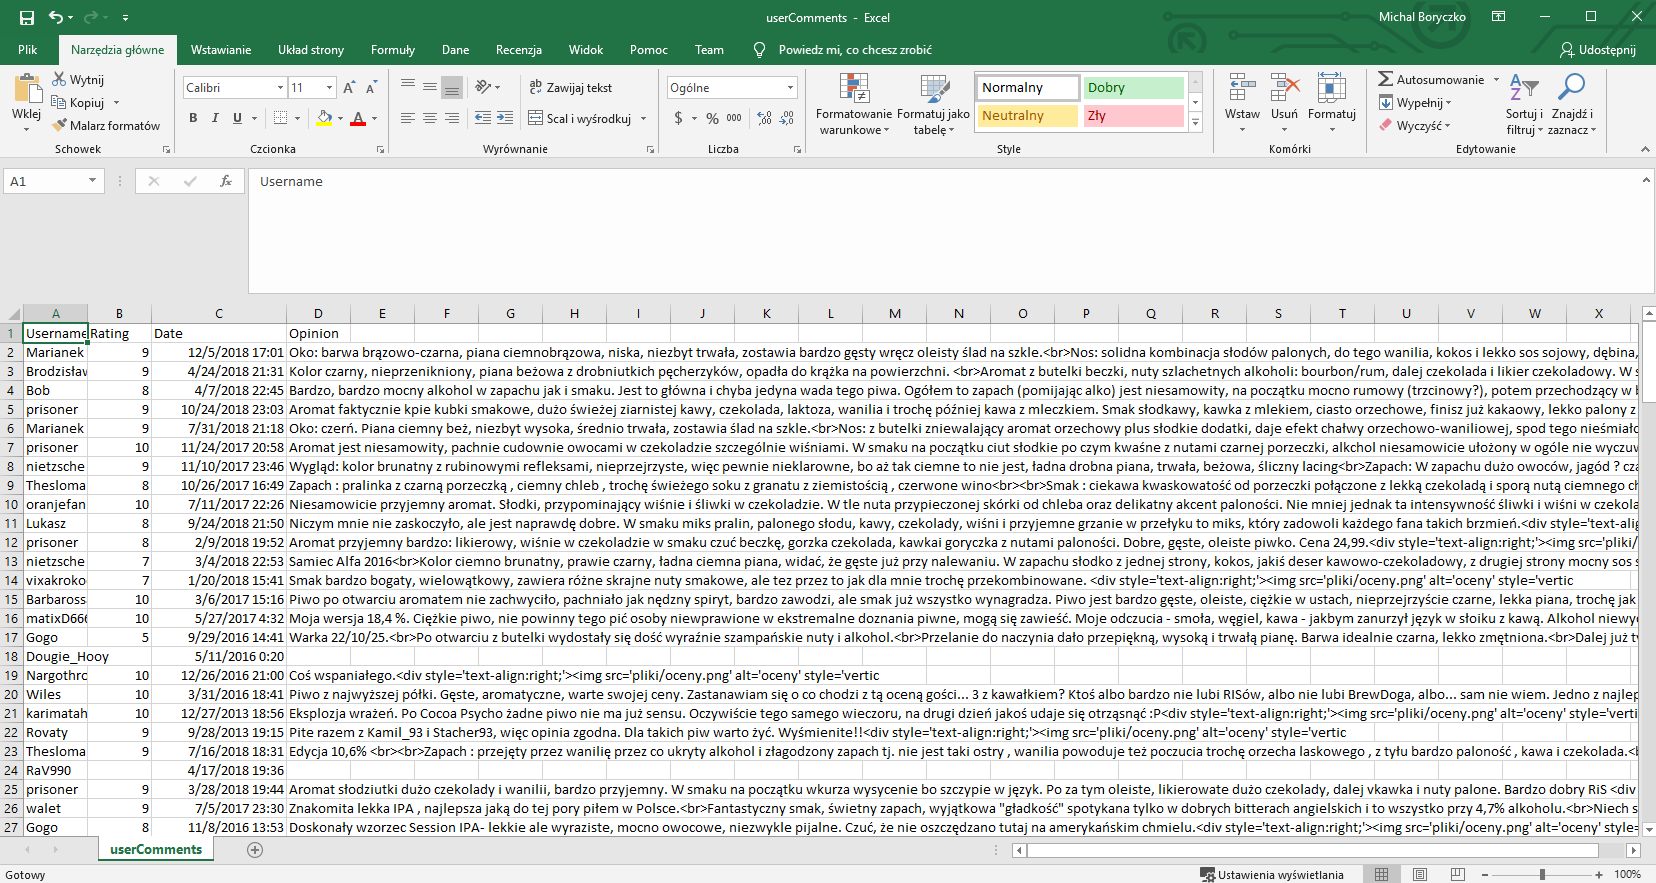 userComments - Excel
Michal Boryczko
Plik Narzędzia główne Wstawianie Układ strony Formuły Dane Recenzja Widok Pomoc Team Powiedz mi, co chcesz zrobić Udostępnij
Wklej
Wytnij
Kopiuj
Malarz formatów
Schowek
Calibri 11
B I U A
Czcionka
Zawijaj tekst
Scal i wyśrodkuj
Wyrównanie
Ogólne
$ % 000
Liczba
Formatowanie warunkowe
Formatuj jako tabelę
Normalny Dobry
Neutralny Zły
Style
Wstaw Usuń Formatuj
Komórki
Autosumowanie
Wypełnij
Wyczyść
Sortuj i filtruj
Znajdź i zaznacz
Edytowanie
A1 fx Username
A B C D E F G H I J K L M N O P Q R S T U V W X
1 Username Rating Date Opinion
2 Marianek 9 12/5/2018 17:01 Oko: barwa brązowo-czarna, piana ciemnobrązowa, niska, niezbyt trwała, zostawia bardzo gęsty wręcz oleisty ślad na szkle.<br>Nos: solidna kombinacja słodów palonych, do tego wanilia, kokos i lekko sos sojowy, dębina,
3 Brodzisław 9 4/24/2018 21:31 Kolor czarny, nieprzenikniony, piana beżowa z drobniutkich pęcherzyków, opadła do krążka na powierzchni. <br>Aromat z butelki beczki, nuty szlachetnych alkoholi: bourbon/rum, dalej czekolada i likier czekoladowy. W s
4 Bob 8 4/7/2018 22:45 Bardzo, bardzo mocny alkohol w zapachu jak i smaku. Jest to główna i chyba jedyna wada tego piwa. Ogółem to zapach (pomijając alko) jest niesamowity, na początku mocno rumowy (trzcinowy?), potem przechodzący w b
5 prisoner 9 10/24/2018 23:03 Aromat faktycznie kpie kubki smakowe, dużo świeżej ziarnistej kawy, czekolada, laktoza, wanilia i trochę później kawa z mleczkiem. Smak słodkawy, kawka z mlekiem, ciasto orzechowe, finisz już kakaowy, lekko palony z
6 Marianek 9 7/31/2018 21:18 Oko: czerń. Piana ciemny beż, niezbyt wysoka, średnio trwała, zostawia ślad na szkle.<br>Nos: z butelki zniewalający aromat orzechowy plus słodkie dodatki, daje efekt chałwy orzechowo-waniliowej, spod tego nieśmiało
7 prisoner 10 11/24/2017 20:58 Aromat jest niesamowity, pachnie cudownie owocami w czekoladzie szczególnie wiśniami. W smaku na początku ciut słodkie po czym kwaśne z nutami czarnej porzeczki, alkchol niesamowicie ułożony w ogóle nie wyczuw
8 nietzsche 9 11/10/2017 23:46 Wygląd: kolor brunatny z rubinowymi refleksami, nieprzejrzyste, więc pewnie nieklarowne, bo aż tak ciemne to nie jest, ładna drobna piana, trwała, beżowa, śliczny lacing<br>Zapach: W zapachu dużo owoców, jagód ? cza
9 Thesloma 8 10/26/2017 16:49 Zapach : pralinka z czarną porzeczką , ciemny chleb , trochę świeżego soku z granatu z ziemistością , czerwone wino<br><br>Smak : ciekawa kwaskowatość od porzeczki połączone z lekką czekoladą i sporą nutą ciemnego ch
10 oranjefan 10 7/11/2017 22:26 Niesamowicie przyjemny aromat. Słodki, przypominający wiśnie i śliwki w czekoladzie. W tle nuta przypieczonej skórki od chleba oraz delikatny akcent paloności. Nie mniej jednak ta intensywność śliwki i wiśni w czekola
11 Lukasz 8 9/24/2018 21:50 Niczym mnie nie zaskoczyło, ale jest naprawdę dobre. W smaku miks pralin, palonego słodu, kawy, czekolady, wiśni i przyjemne grzanie w przełyku to miks, który zadowoli każdego fana takich brzmień.<div style='text-alig
12 prisoner 8 2/9/2018 19:52 Aromat przyjemny bardzo: likierowy, wiśnie w czekoladzie w smaku czuć beczkę, gorzka czekolada, kawkai goryczka z nutami paloności. Dobre, gęste, oleiste piwko. Cena 24,99.<div style='text-align:right;'><img src='pliki/
13 nietzsche 7 3/4/2018 22:53 Samiec Alfa 2016<br>Kolor ciemno brunatny, prawie czarny, ładna ciemna piana, widać, że gęste już przy nalewaniu. W zapachu słodko z jednej strony, kokos, jakiś deser kawowo-czekoladowy, z drugiej strony mocny sos s
14 vixakroko 7 1/20/2018 15:41 Smak bardzo bogaty, wielowątkowy, zawiera różne skrajne nuty smakowe, ale tez przez to jak dla mnie trochę przekombinowane. <div style='text-align:right;'><img src='pliki/oceny.png' alt='oceny' style='vertic
15 Barbaross 10 3/6/2017 15:16 Piwo po otwarciu aromatem nie zachwyciło, pachniało jak nędzny spiryt, bardzo zawodzi, ale smak już wszystko wynagradza. Piwo jest bardzo gęste, oleiste, ciężkie w ustach, nieprzejrzyście czarne, lekka piana, trochę jak
16 matixD666 10 5/27/2017 4:32 Moja wersja 18,4 %. Ciężkie piwo, nie powinny tego pić osoby niewprawione w ekstremalne doznania piwne, mogą się zawieść. Moje odczucia - smoła, węgiel, kawa - jakbym zanurzył język w słoiku z kawą. Alkohol niewy
17 Gogo 5 9/29/2016 14:41 Warka 22/10/25.<br>Po otwarciu z butelki wydostały się dość wyraźnie szampańskie nuty i alkohol.<br>Przelanie do naczynia dało przepiękną, wysoką i trwałą pianę. Barwa idealnie czarna, lekko zmętniona.<br>Dalej już ty
18 Dougie_Hooy 5/11/2016 0:20
19 Nargothro 10 12/26/2016 21:00 Coś wspaniałego.<div style='text-align:right;'><img src='pliki/oceny.png' alt='oceny' style='vertic
20 Wiles 10 3/31/2016 18:41 Piwo z najwyższej półki. Gęste, aromatyczne, warte swojej ceny. Zastanawiam się o co chodzi z tą oceną gości... 3 z kawałkiem? Ktoś albo bardzo nie lubi RISów, albo nie lubi BrewDoga, albo... sam nie wiem. Jedno z najlep
21 karimatah 10 12/27/2013 18:56 Eksplozja wrażeń. Po Cocoa Psycho żadne piwo nie ma już sensu. Oczywiście tego samego wieczoru, na drugi dzień jakoś udaje się otrząsnąć :P<div style='text-align:right;'><img src='pliki/oceny.png' alt='oceny' style='verti
22 Rovaty 9 9/28/2013 19:15 Pite razem z Kamil_93 i Stacher93, więc opinia zgodna. Dla takich piw warto żyć. Wyśmienite!!<div style='text-align:right;'><img src='pliki/oceny.png' alt='oceny' style='vertic
23 Thesloma 9 7/16/2018 18:31 Edycja 10,6% <br><br>Zapach : przejęty przez wanilię przez co ukryty alkohol i złagodzony zapach tj. nie jest taki ostry , wanilia powoduje też poczucia trochę orzecha laskowego , z tyłu bardzo paloność , kawa i czekolada.<
24 RaV990 4/17/2018 19:36
25 prisoner 9 3/28/2018 19:44 Aromat słodziutki dużo czekolady i wanilii, bardzo przyjemny. W smaku na początku wkurza wysycenie bo szczypie w język. Po za tym oleiste, likierowate dużo czekolady, dalej vkawka i nuty palone. Bardzo dobry RiS <div
26 walet 9 7/5/2017 23:30 Znakomita lekka IPA , najlepsza jaką do tej pory piłem w Polsce.<br>Fantastyczny smak, świetny zapach, wyjątkowa "gładkość" spotykana tylko w dobrych bitterach angielskich i to wszystko przy 4,7% alkoholu.<br>Niech s
27 Gogo 8 11/8/2016 13:53 Doskonały wzorzec Session IPA- lekkie ale wyraziste, mocno owocowe, niezwykle pijalne. Czuć, że nie oszczędzano tutaj na amerykańskim chmielu.<div style='text-align:right;'><img src='pliki/oceny.png' alt='oceny' style=
userComments
Gotowy Ustawienia wyświetlania 100%